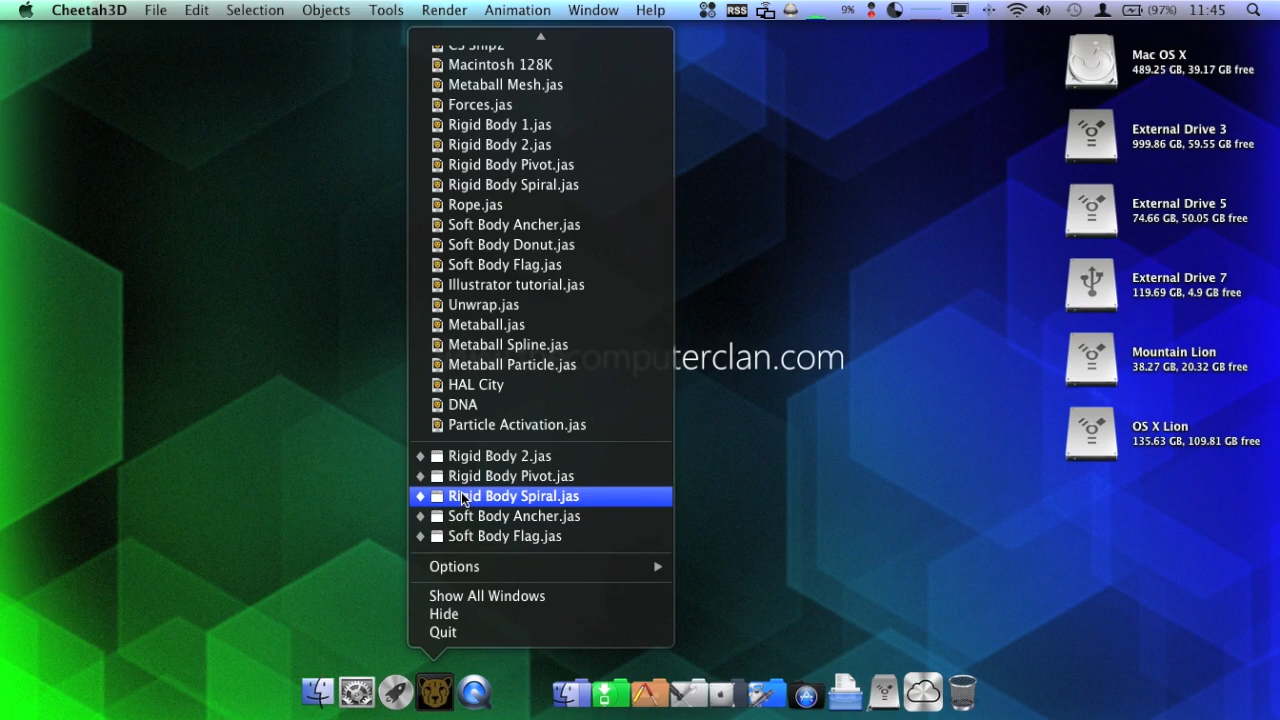 Cheetah3D File Edit Selection Objects Tools Render Animation Window Help RSS 9% (97%) 11:45
CS Ship2
Macintosh 128K
Metaball Mesh.jas
Forces.jas
Rigid Body 1.jas
Rigid Body 2.jas
Rigid Body Pivot.jas
Rigid Body Spiral.jas
Rope.jas
Soft Body Ancher.jas
Soft Body Donut.jas
Soft Body Flag.jas
Illustrator tutorial.jas
Unwrap.jas
Metaball.jas
Metaball Spline.jas
Metaball Particle.jas
HAL City
DNA
Particle Activation.jas
Rigid Body 2.jas
Rigid Body Pivot.jas
Rigid Body Spiral.jas
Soft Body Ancher.jas
Soft Body Flag.jas
Options
Show All Windows
Hide
Quit
computerclan.com
Mac OS X
489.25 GB, 39.17 GB free
External Drive 3
999.86 GB, 59.55 GB free
External Drive 5
74.66 GB, 50.05 GB free
External Drive 7
119.69 GB, 4.9 GB free
Mountain Lion
38.27 GB, 20.32 GB free
OS X Lion
135.63 GB, 109.81 GB free